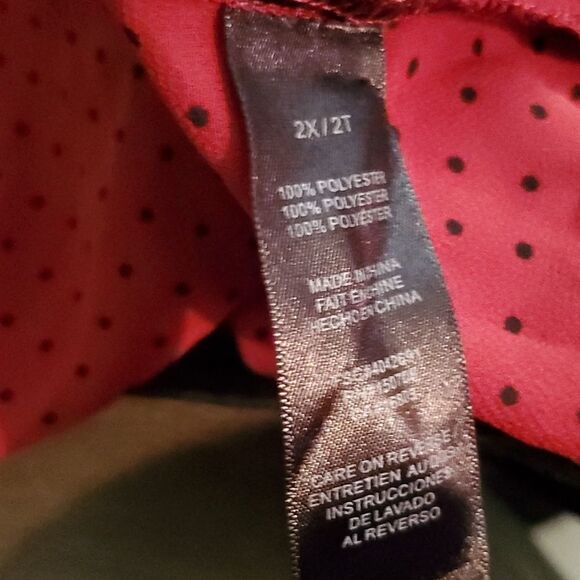 2X / 2T
100% POLYESTER
100% POLYESTER
100% POLYESTER
MADE IN CHINA
FAIT EN CHINE
HECHO EN CHINA
CARE ON REVERSE
ENTRETIEN AU
INSTRUCCIONES
DE LAVADO
AL REVERSO